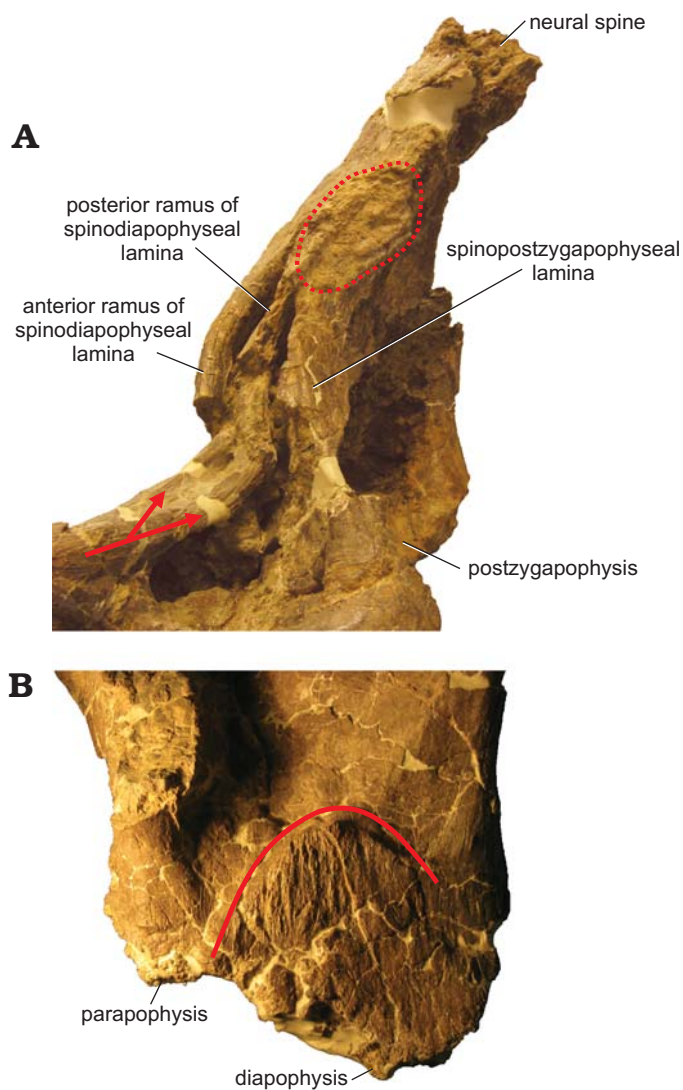 neural spine
A
posterior ramus of
spinodiapophyseal
lamina
spinopostzygapophyseal
lamina
anterior ramus of
spinodiapophyseal
lamina
postzygapophysis
B
parapophysis
diapophysis